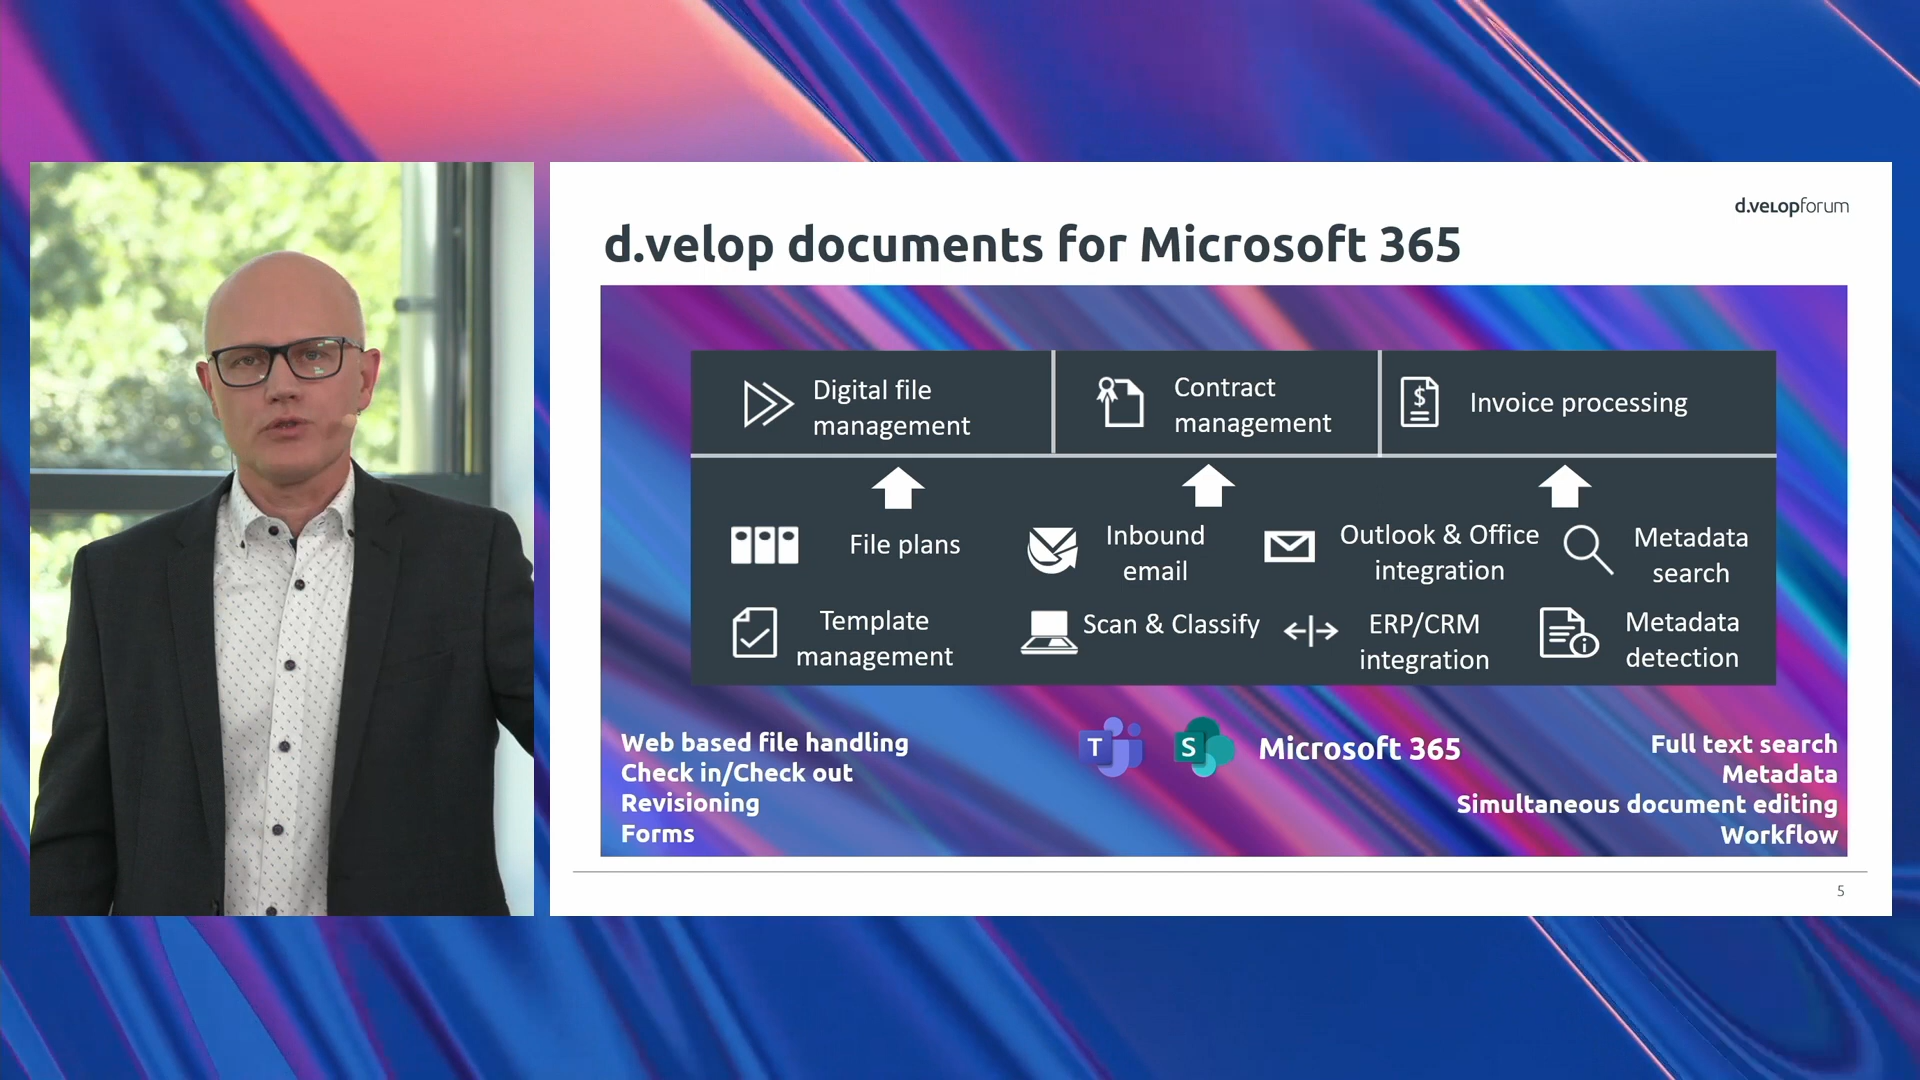 d.velopforum
d.velop documents for Microsoft 365
Digital file
management
Contract
management
$
Invoice processing
File plans
Inbound
email
Outlook & Office
integration
Metadata
search
Template
management
Scan & Classify
ERP/CRM
integration
i
Metadata
detection
Web based file handling
Check in/Check out
Revisioning
Forms
T
S
Microsoft 365
Full text search
Metadata
Simultaneous document editing
Workflow
5